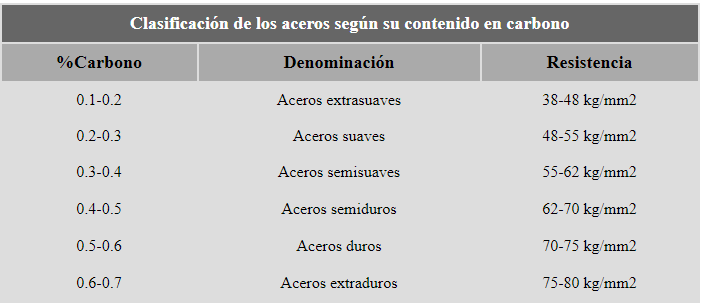 Clasificación de los aceros según su contenido en carbono
%Carbono Denominación Resistencia
0.1-0.2 Aceros extrasuaves 38-48 kg/mm2
0.2-0.3 Aceros suaves 48-55 kg/mm2
0.3-0.4 Aceros semisuaves 55-62 kg/mm2
0.4-0.5 Aceros semiduros 62-70 kg/mm2
0.5-0.6 Aceros duros 70-75 kg/mm2
0.6-0.7 Aceros extraduros 75-80 kg/mm2